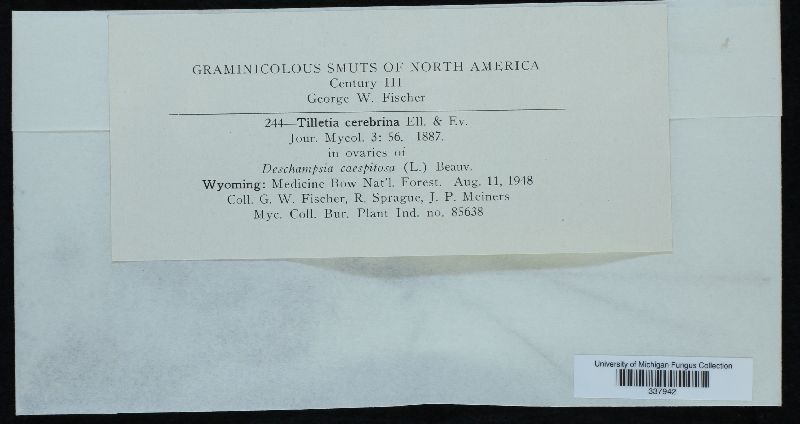 GRAMINICOLOUS SMUTS OF NORTH AMERICA
Century III
George W. Fischer
244—Tilletia cerebrina Ell. & Ev.
Jour. Mycol. 3: 56. 1887.
in ovaries of
Deschampsia caespitosa (L.) Beauv.
Wyoming: Medicine Bow Nat'l. Forest. Aug. 11, 1948
Coll. G. W. Fischer, R. Sprague, J. P. Meiners
Myc. Coll. Bur. Plant Ind. no. 85638
University of Michigan Fungus Collection
337942